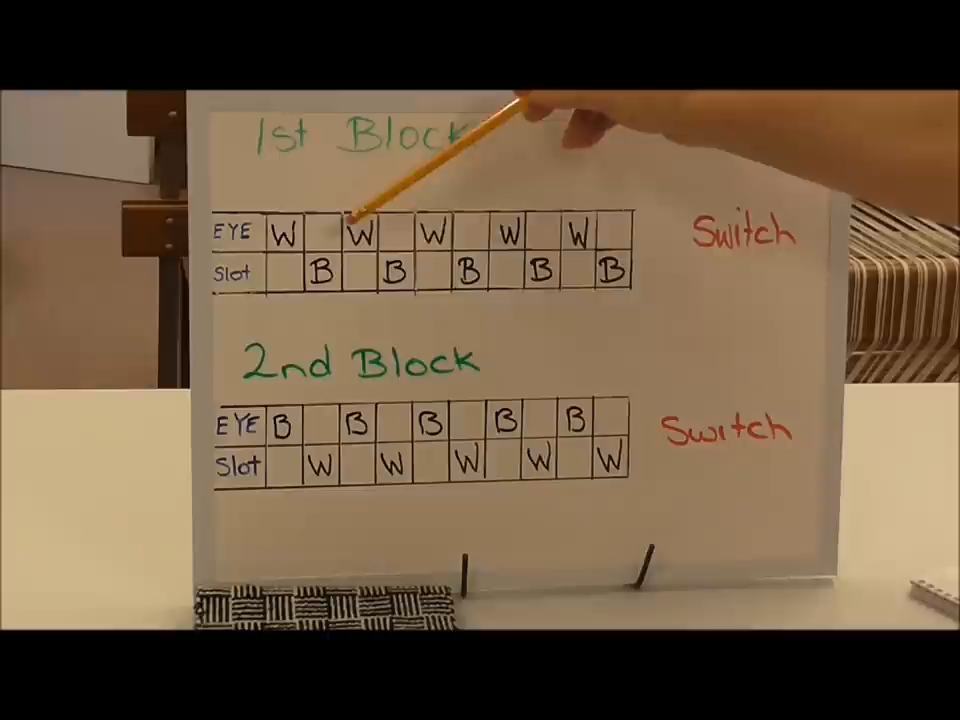 1st Block
EYE W W W W W
Slot B B B B B
Switch
2nd Block
EYE B B B B B
Slot W W W W W
Switch